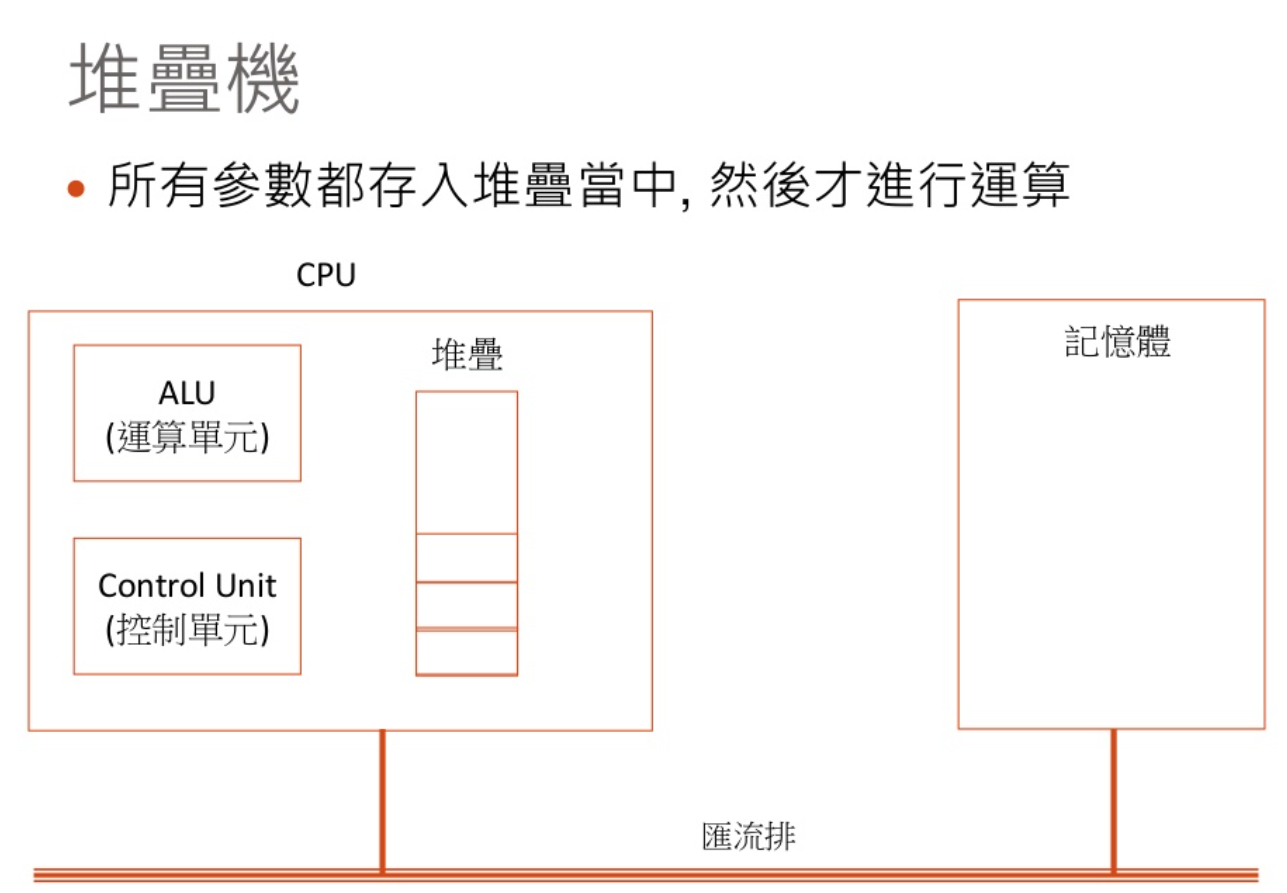 堆疊機
• 所有參數都存入堆疊當中, 然後才進行運算
CPU
ALU
(運算單元)
Control Unit
(控制單元)
堆疊
記憶體
匯流排